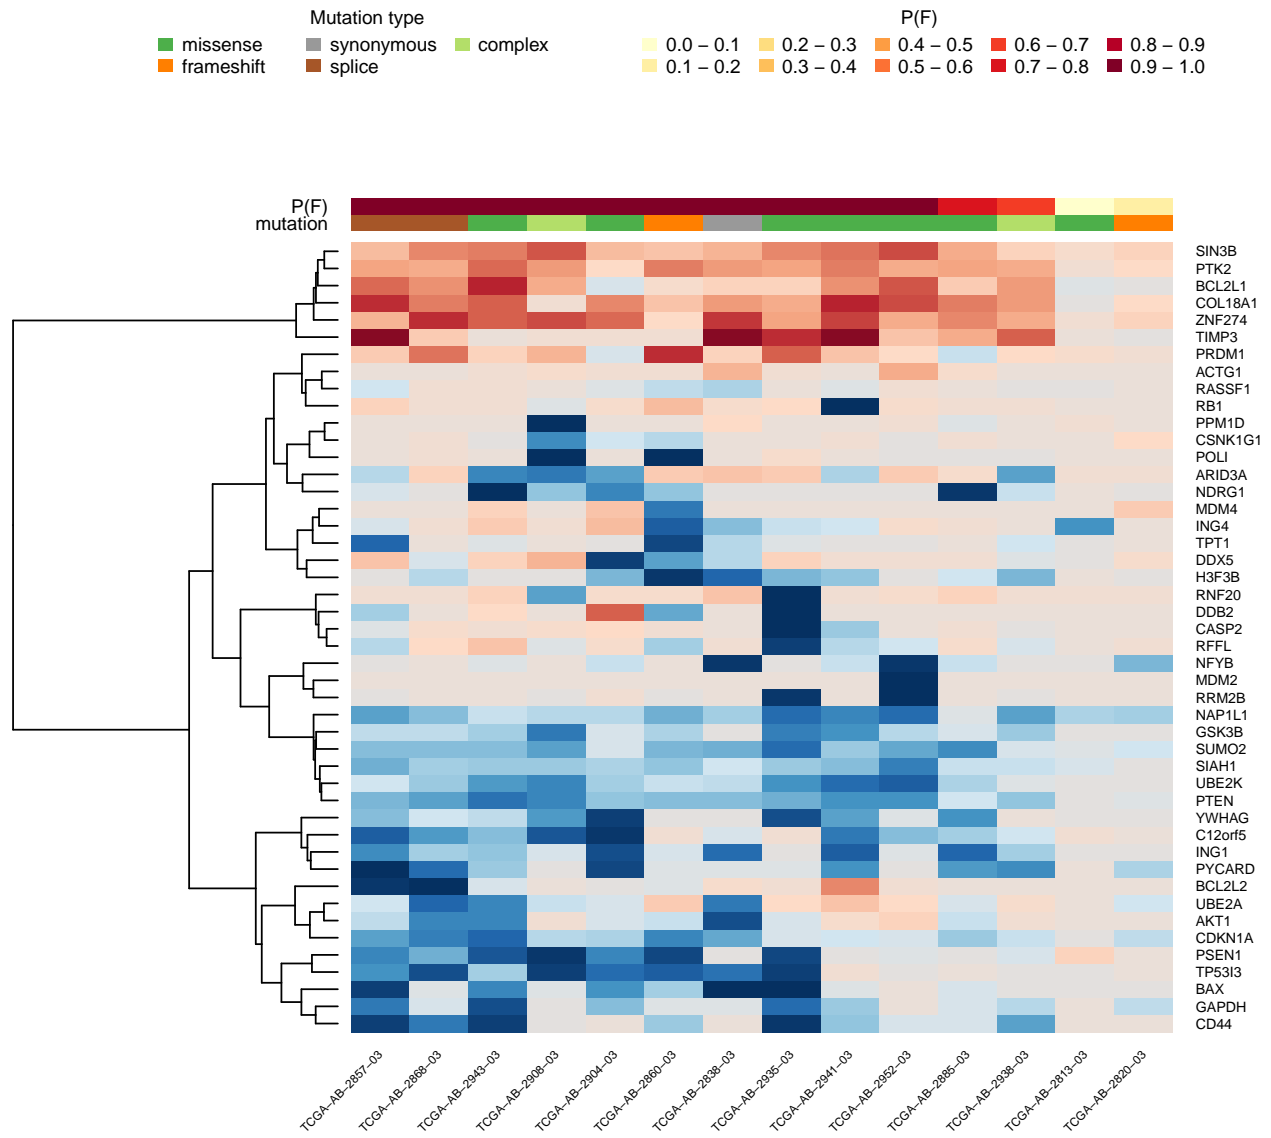 Mutation type
P(F)
missense synonymous complex 0.0 – 0.1 0.2 – 0.3 0.4 – 0.5 0.6 – 0.7 0.8 – 0.9
frameshift splice 0.1 – 0.2 0.3 – 0.4 0.5 – 0.6 0.7 – 0.8 0.9 – 1.0
P(F)
mutation
SIN3B
PTK2
BCL2L1
COL18A1
ZNF274
TIMP3
PRDM1
ACTG1
RASSF1
RB1
PPM1D
CSNK1G1
POLI
ARID3A
NDRG1
MDM4
ING4
TPT1
DDX5
H3F3B
RNF20
DDB2
CASP2
RFFL
NFYB
MDM2
RRM2B
NAP1L1
GSK3B
SUMO2
SIAH1
UBE2K
PTEN
YWHAG
C12orf5
ING1
PYCARD
BCL2L2
UBE2A
AKT1
CDKN1A
PSEN1
TP53I3
BAX
GAPDH
CD44
TCGA–AB–2857–03
TCGA–AB–2868–03
TCGA–AB–2943–03
TCGA–AB–2908–03
TCGA–AB–2904–03
TCGA–AB–2860–03
TCGA–AB–2838–03
TCGA–AB–2935–03
TCGA–AB–2941–03
TCGA–AB–2952–03
TCGA–AB–2885–03
TCGA–AB–2938–03
TCGA–AB–2813–03
TCGA–AB–2820–03